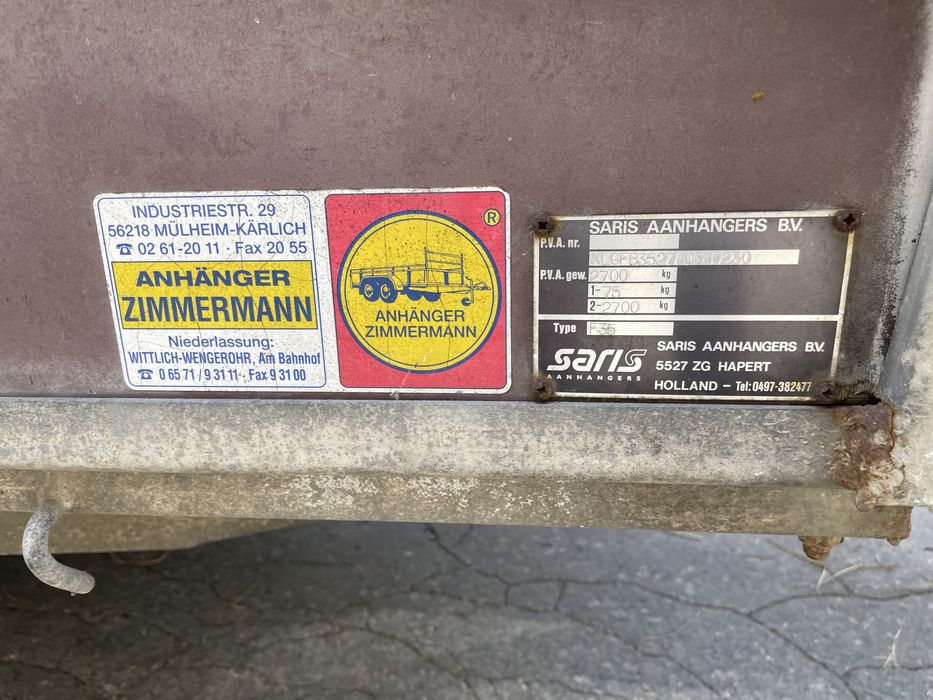 INDUSTRIESTR. 29
56218 MÜLHEIM-KÄRLICH
☎ 02 61-20 11 · Fax 20 55
ANHÄNGER
ZIMMERMANN
Niederlassung:
WITTLICH-WENGEROHR, Am Bahnhof
☎ 0 65 71 / 9 31 11 · Fax 9 31 00
®
ANHÄNGER
ZIMMERMANN
SARIS AANHANGERS B.V.
P.V.A. nr.
P.V.A. gew. 2700 kg
1-75 kg
2-2700 kg
Type F35
saris
AANHANGERS
SARIS AANHANGERS B.V.
5527 ZG HAPERT
HOLLAND – Tel: 0497-382477